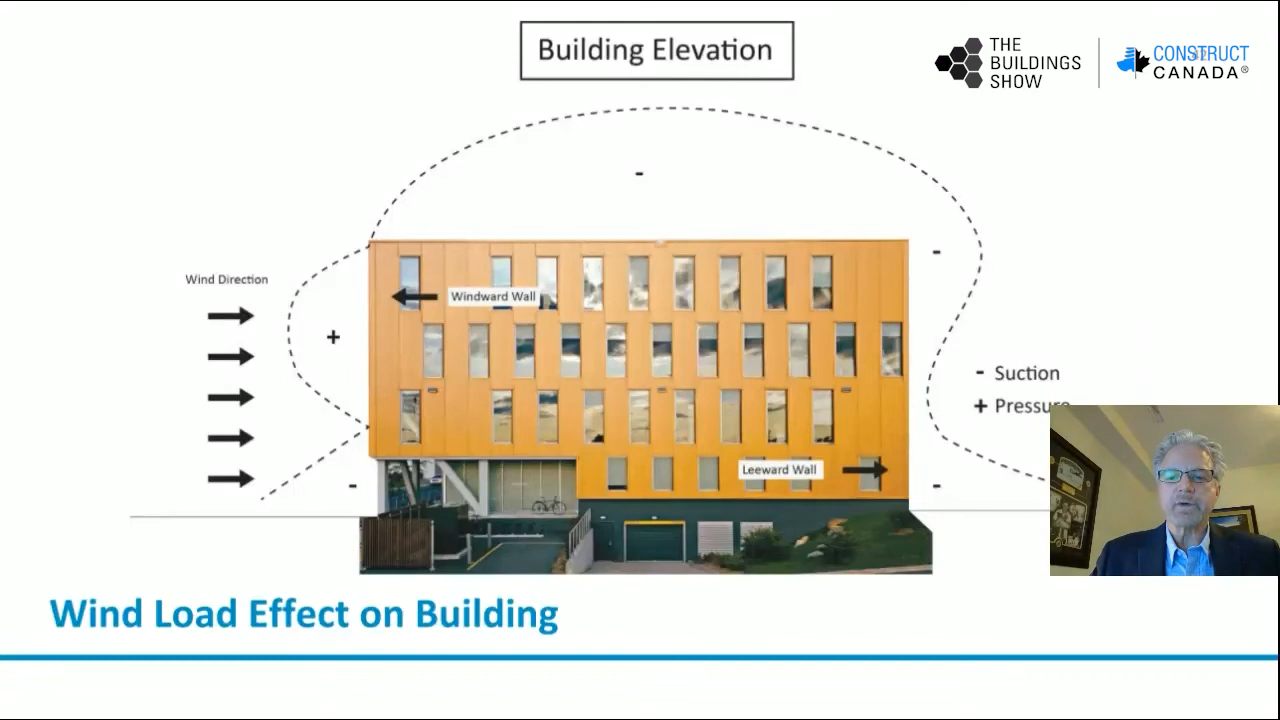 Building Elevation
THE
BUILDINGS
SHOW
CONSTRUCT
CANADA®
-
Wind Direction
Windward Wall
-
+
- Suction
+ Pressure
Leeward Wall
-
-
Wind Load Effect on Building